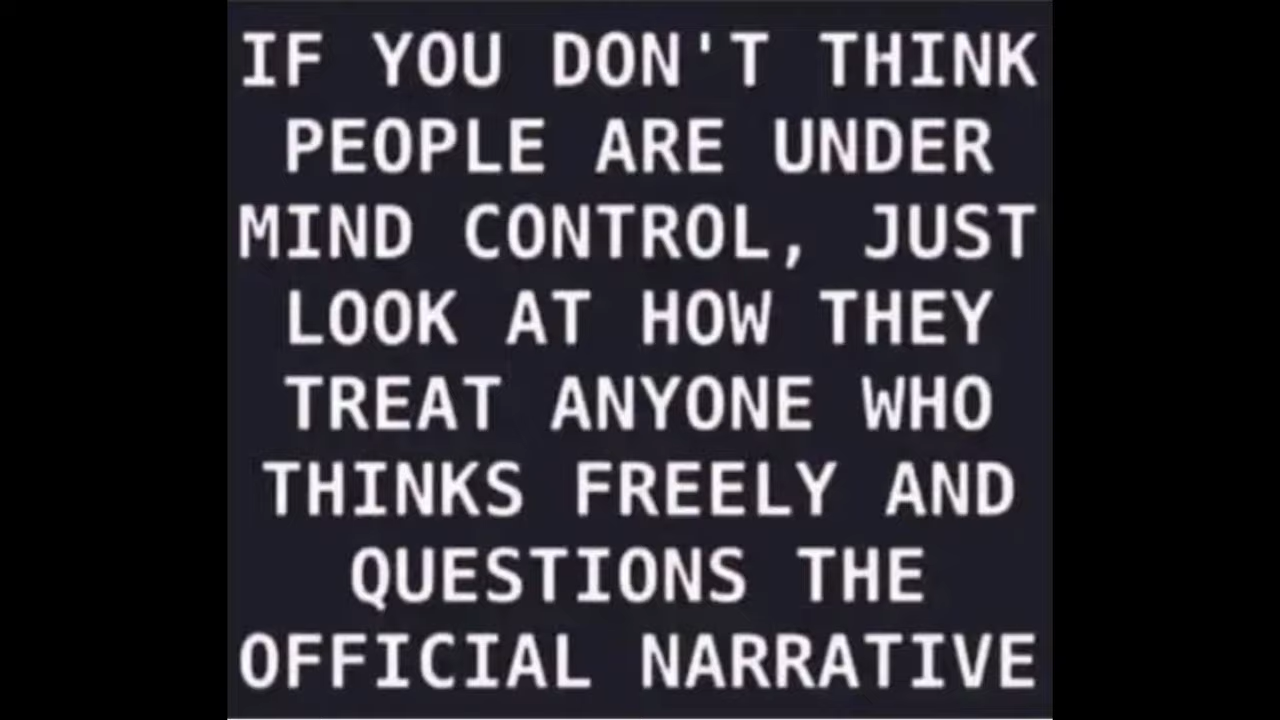 IF YOU DON'T THINK
PEOPLE ARE UNDER
MIND CONTROL, JUST
LOOK AT HOW THEY
TREAT ANYONE WHO
THINKS FREELY AND
QUESTIONS THE
OFFICIAL NARRATIVE